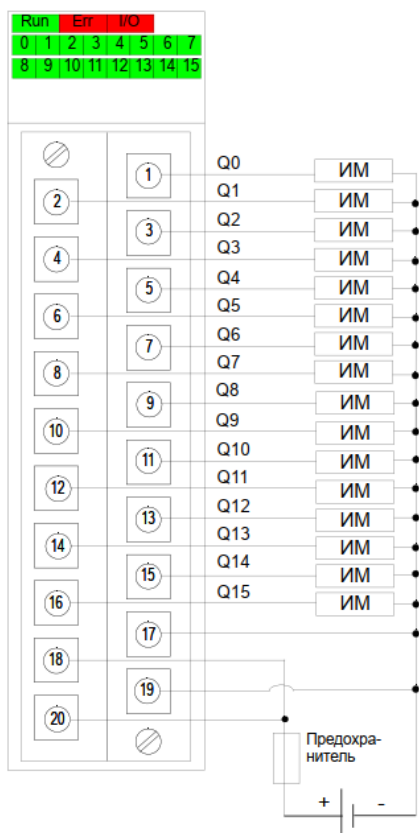 Run Err I/O
0 1 2 3 4 5 6 7
8 9 10 11 12 13 14 15
1 Q0 ИМ
2 Q1 ИМ
3 Q2 ИМ
4 Q3 ИМ
5 Q4 ИМ
6 Q5 ИМ
7 Q6 ИМ
8 Q7 ИМ
9 Q8 ИМ
10 Q9 ИМ
11 Q10 ИМ
12 Q11 ИМ
13 Q12 ИМ
14 Q13 ИМ
15 Q14 ИМ
16 Q15 ИМ
17
18
19
20
Предохра-
нитель
+ -